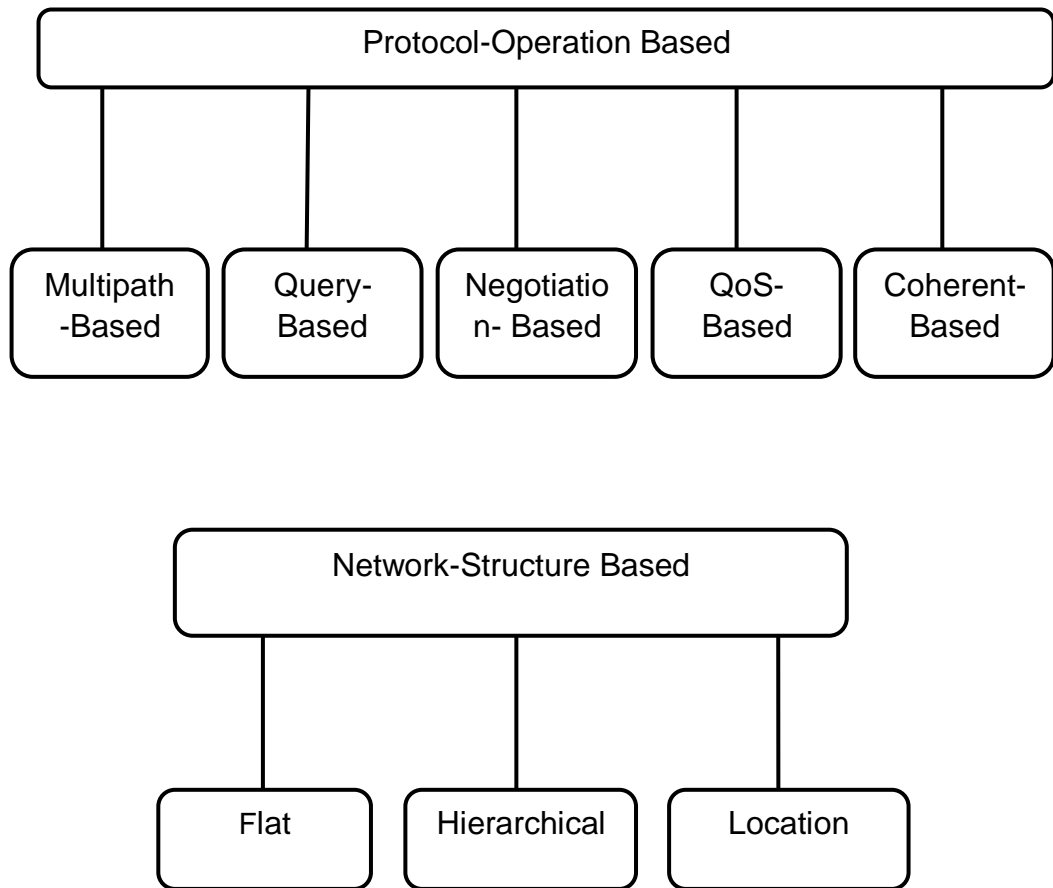 Protocol-Operation Based
Multipath
-Based
Query-
Based
Negotiatio
n- Based
QoS-
Based
Coherent-
Based
Network-Structure Based
Flat
Hierarchical
Location